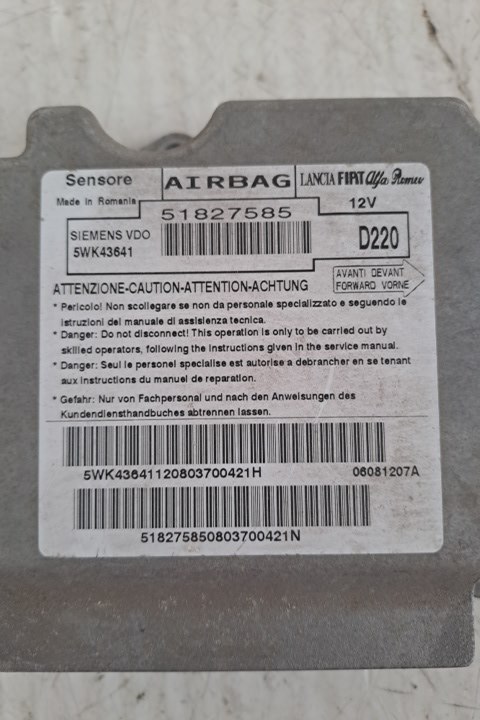 Sensore AIRBAG LANCIA FIAT Alfa Romeo
Made in Romania 51827585 12V
SIEMENS VDO
5WK43641 D220
ATTENZIONE-CAUTION-ATTENTION-ACHTUNG
AVANTI DEVANT
FORWARD VORNE
* Pericolo! Non scollegare se non da personale specializzato e seguendo le
istruzioni del manuale di assistenza tecnica.
* Danger: Do not disconnect! This operation is only to be carried out by
skilled operators, following the instructions given in the service manual.
* Danger: Seul le personel specialise est autorise a debrancher en se tenant
aux instructions du manuel de reparation.
* Gefahr: Nur von Fachpersonal und nach den Anweisungen des
Kundendiensthandbuches abtrennen lassen.
5WK43641120803700421H 06081207A
518275850803700421N